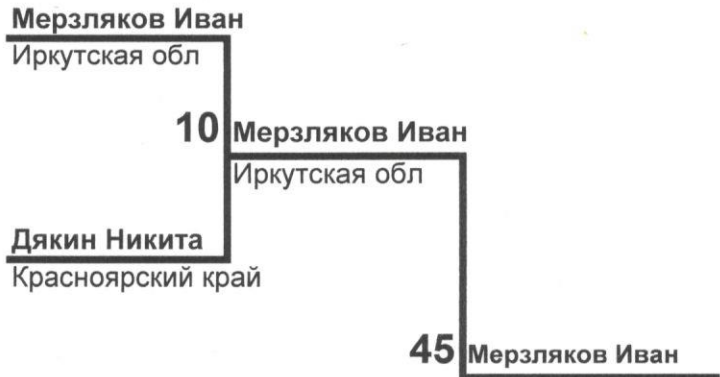 Мерзляков Иван
Иркутская обл
10 Мерзляков Иван
Иркутская обл
Дякин Никита
Красноярский край
45 Мерзляков Иван